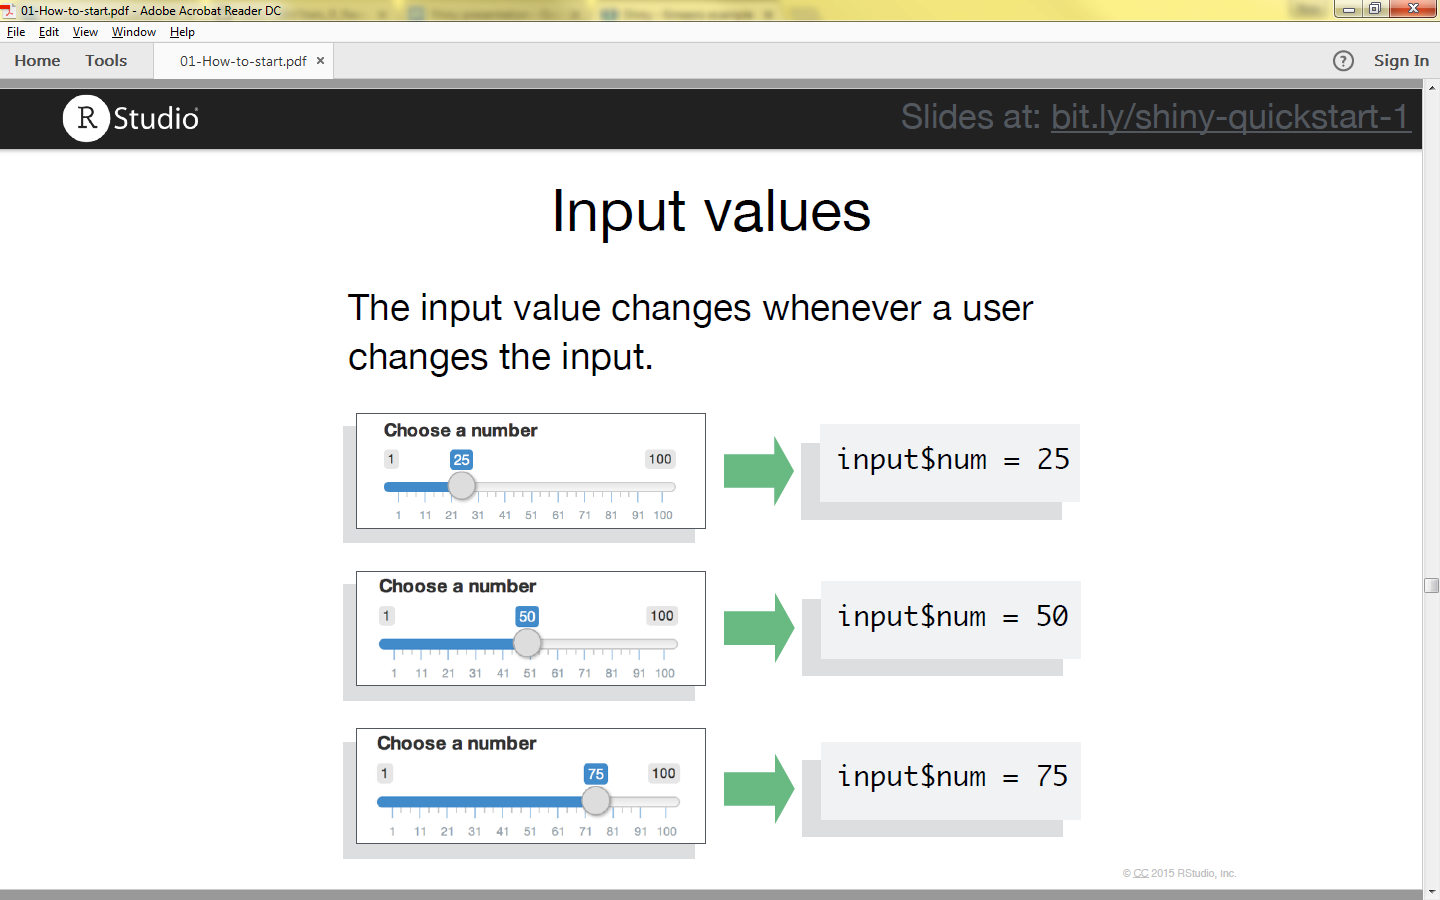 01-How-to-start.pdf - Adobe Acrobat Reader DC
File Edit View Window Help
Home Tools 01-How-to-start.pdf × ? Sign In
R Studio® Slides at: bit.ly/shiny-quickstart-1
Input values
The input value changes whenever a user
changes the input.
Choose a number
1 25 100
1 11 21 31 41 51 61 71 81 91 100
input$num = 25
Choose a number
1 50 100
1 11 21 31 41 51 61 71 81 91 100
input$num = 50
Choose a number
1 75 100
1 11 21 31 41 51 61 71 81 91 100
input$num = 75
© CC 2015 RStudio, Inc.